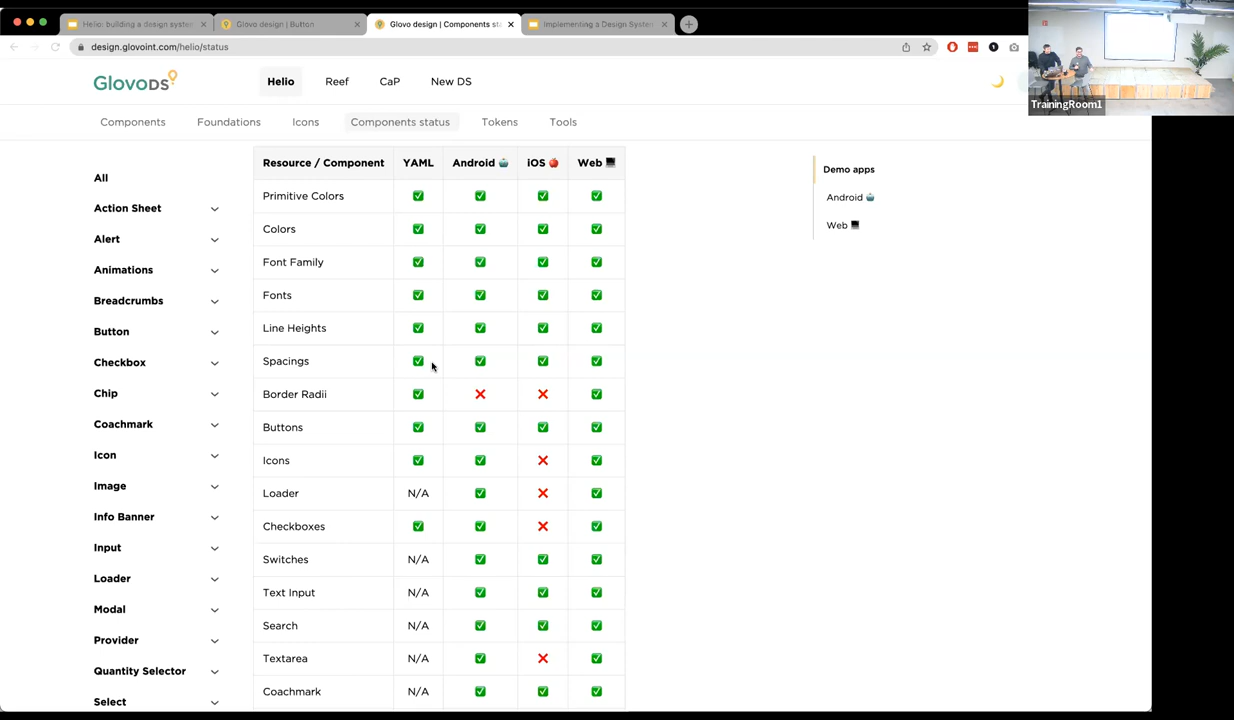 Helio: building a design system
Glovo design | Button
Glovo design | Components sta
Implementing a Design System
design.glovoint.com/helio/status
TrainingRoom1
GlovoDS
Helio
Reef
CaP
New DS
Components
Foundations
Icons
Components status
Tokens
Tools
All
Action Sheet
Alert
Animations
Breadcrumbs
Button
Checkbox
Chip
Coachmark
Icon
Image
Info Banner
Input
Loader
Modal
Provider
Quantity Selector
Select
Resource / Component YAML Android iOS Web
Primitive Colors
Colors
Font Family
Fonts
Line Heights
Spacings
Border Radii
Buttons
Icons
Loader N/A
Checkboxes
Switches N/A
Text Input N/A
Search N/A
Textarea N/A
Coachmark N/A
Demo apps
Android
Web